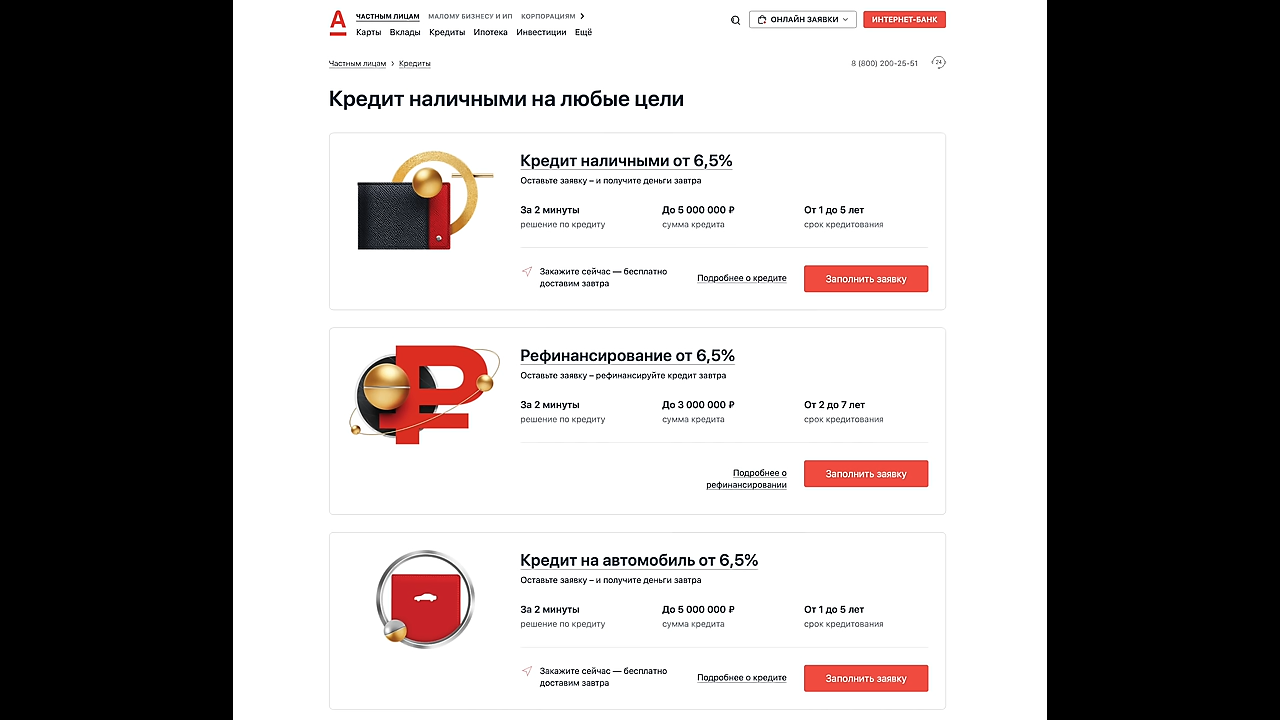 А
ЧАСТНЫМ ЛИЦАМ МАЛОМУ БИЗНЕСУ И ИП КОРПОРАЦИЯМ
ОНЛАЙН ЗАЯВКИ ИНТЕРНЕТ-БАНК
Карты Вклады Кредиты Ипотека Инвестиции Ещё
Частным лицам > Кредиты
8 (800) 200-25-51 24
Кредит наличными на любые цели
Кредит наличными от 6,5%
Оставьте заявку – и получите деньги завтра
За 2 минуты До 5 000 000 ₽ От 1 до 5 лет
решение по кредиту сумма кредита срок кредитования
Закажите сейчас — бесплатно
доставим завтра
Подробнее о кредите
Заполнить заявку
Рефинансирование от 6,5%
Оставьте заявку – рефинансируйте кредит завтра
За 2 минуты До 3 000 000 ₽ От 2 до 7 лет
решение по кредиту сумма кредита срок кредитования
Подробнее о
рефинансировании
Заполнить заявку
Кредит на автомобиль от 6,5%
Оставьте заявку – и получите деньги завтра
За 2 минуты До 5 000 000 ₽ От 1 до 5 лет
решение по кредиту сумма кредита срок кредитования
Закажите сейчас — бесплатно
доставим завтра
Подробнее о кредите
Заполнить заявку